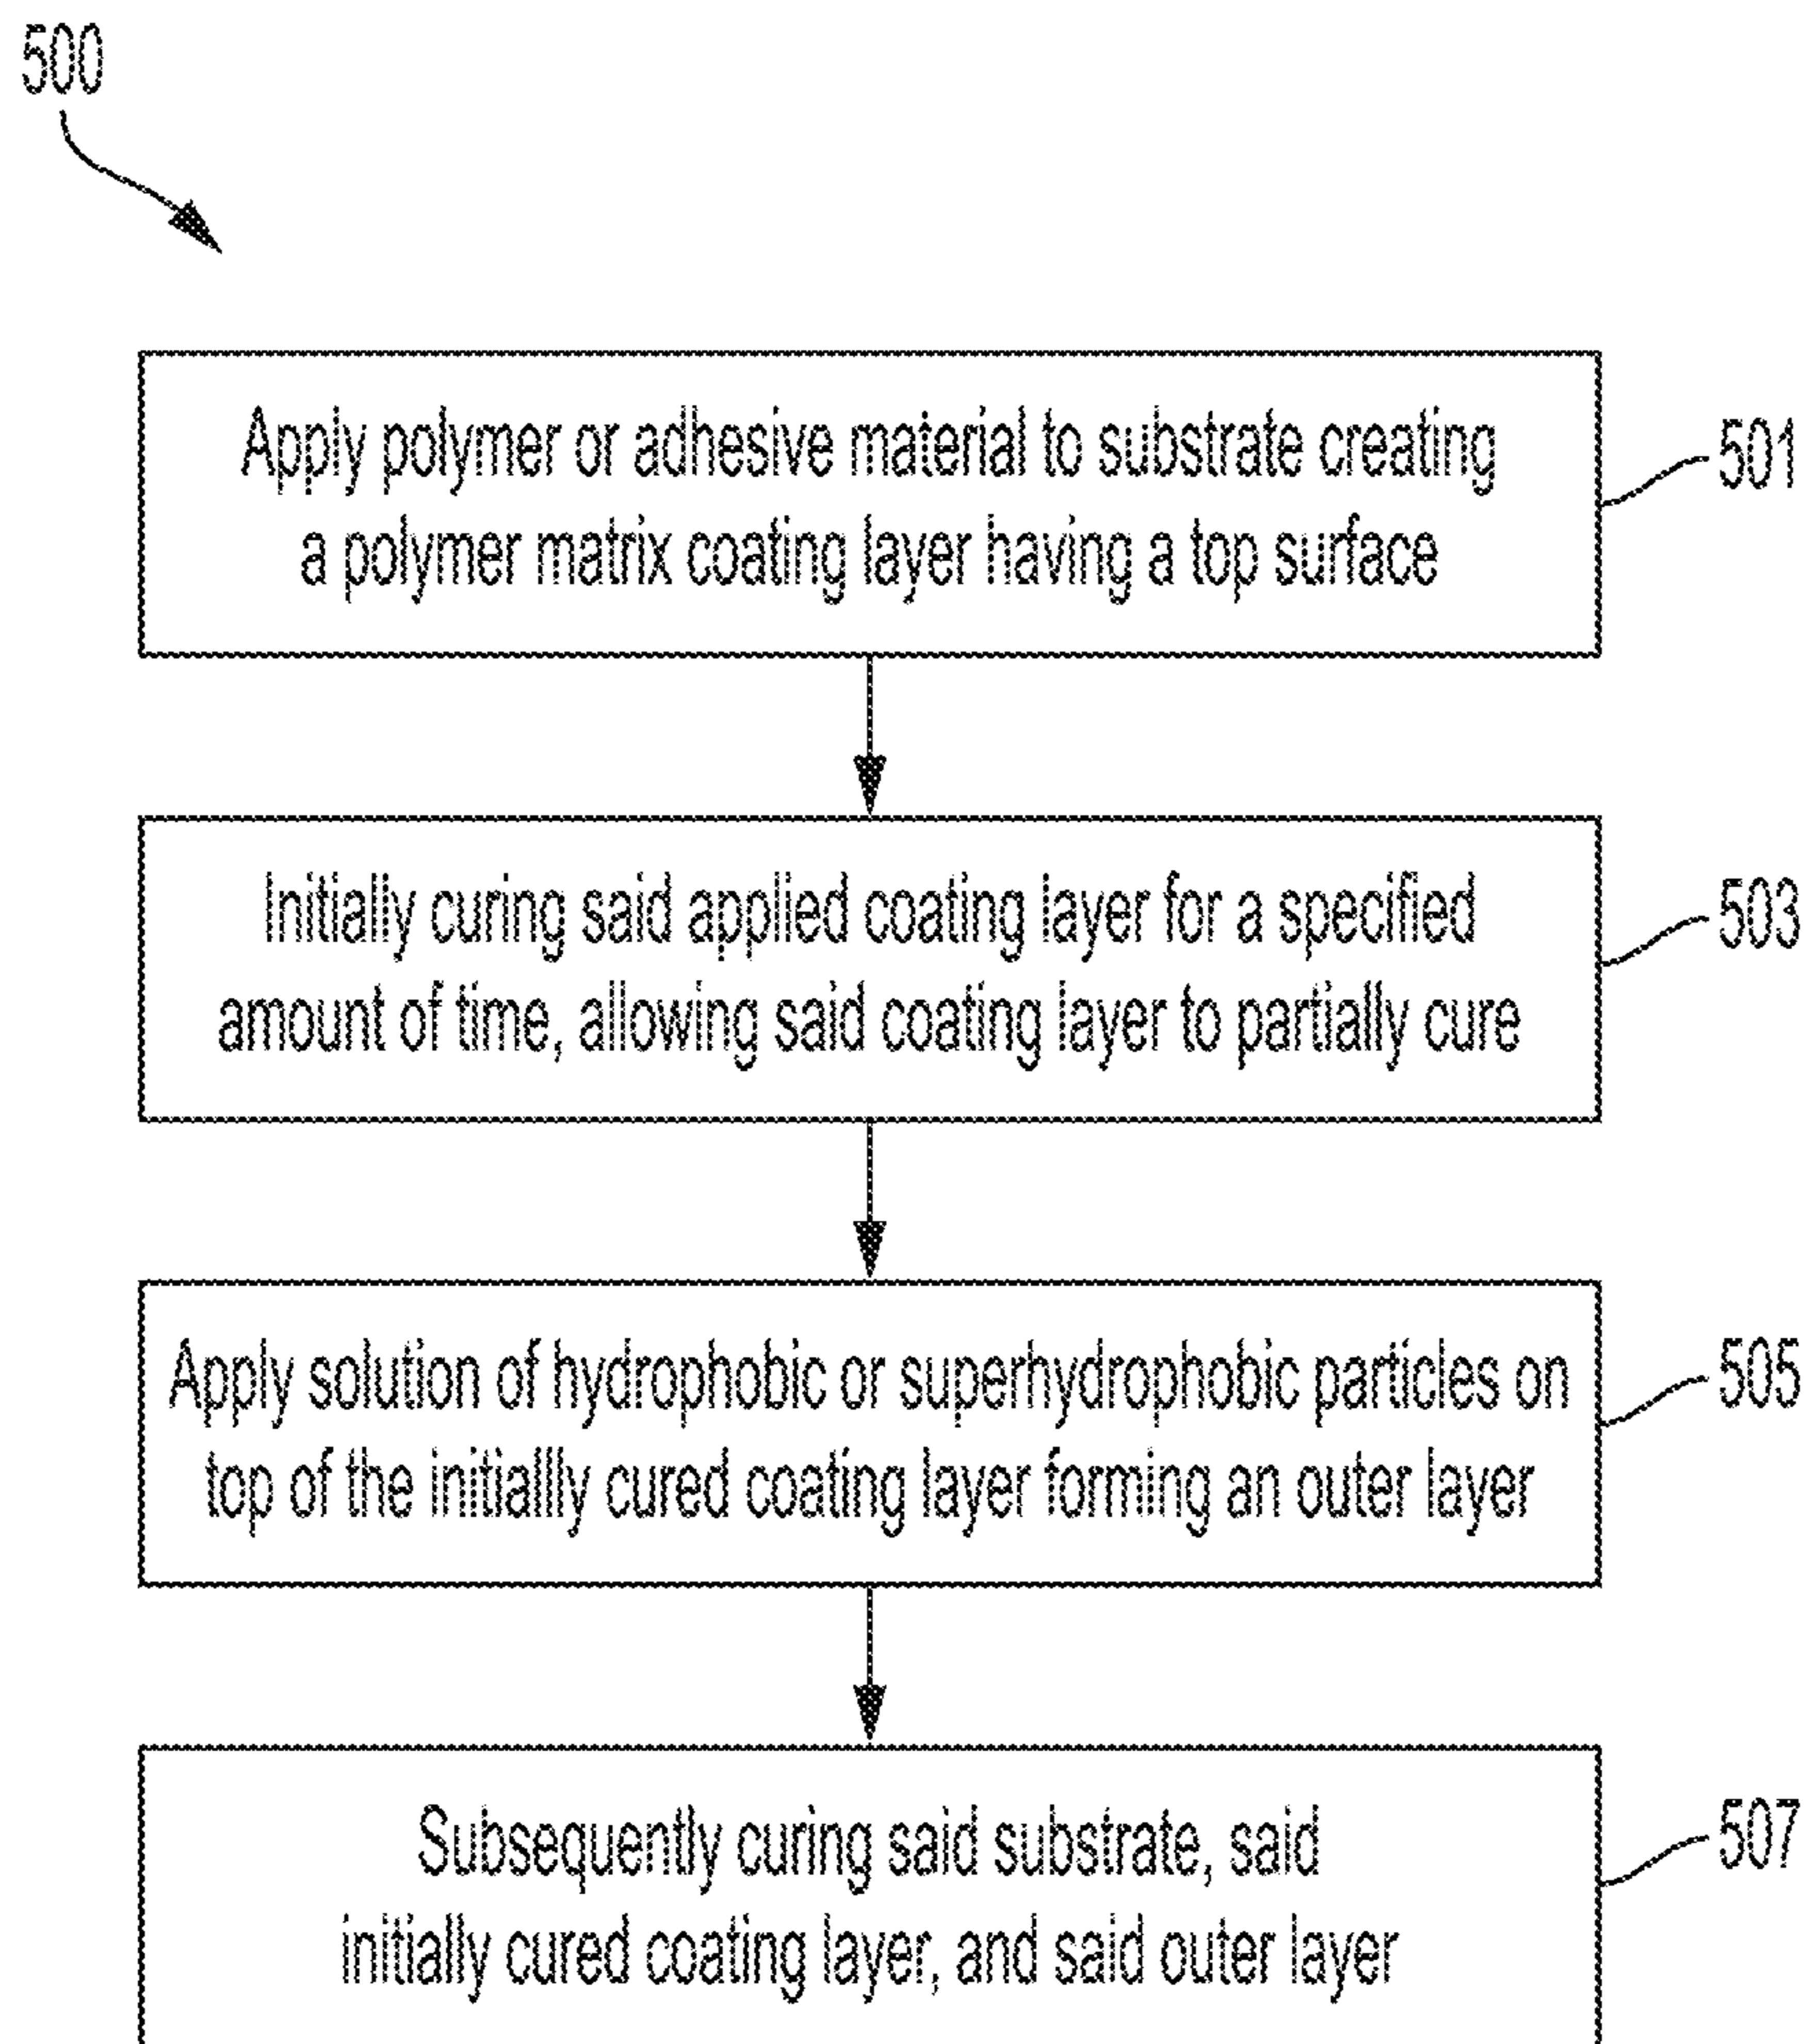 500
Apply polymer or adhesive material to substrate creating
a polymer matrix coating layer having a top surface
501
Initially curing said applied coating layer for a specified
amount of time, allowing said coating layer to partially cure
503
Apply solution of hydrophobic or superhydrophobic particles on
top of the initiallly cured coating layer forming an outer layer
505
Subsequently curing said substrate, said
initially cured coating layer, and said outer layer
507